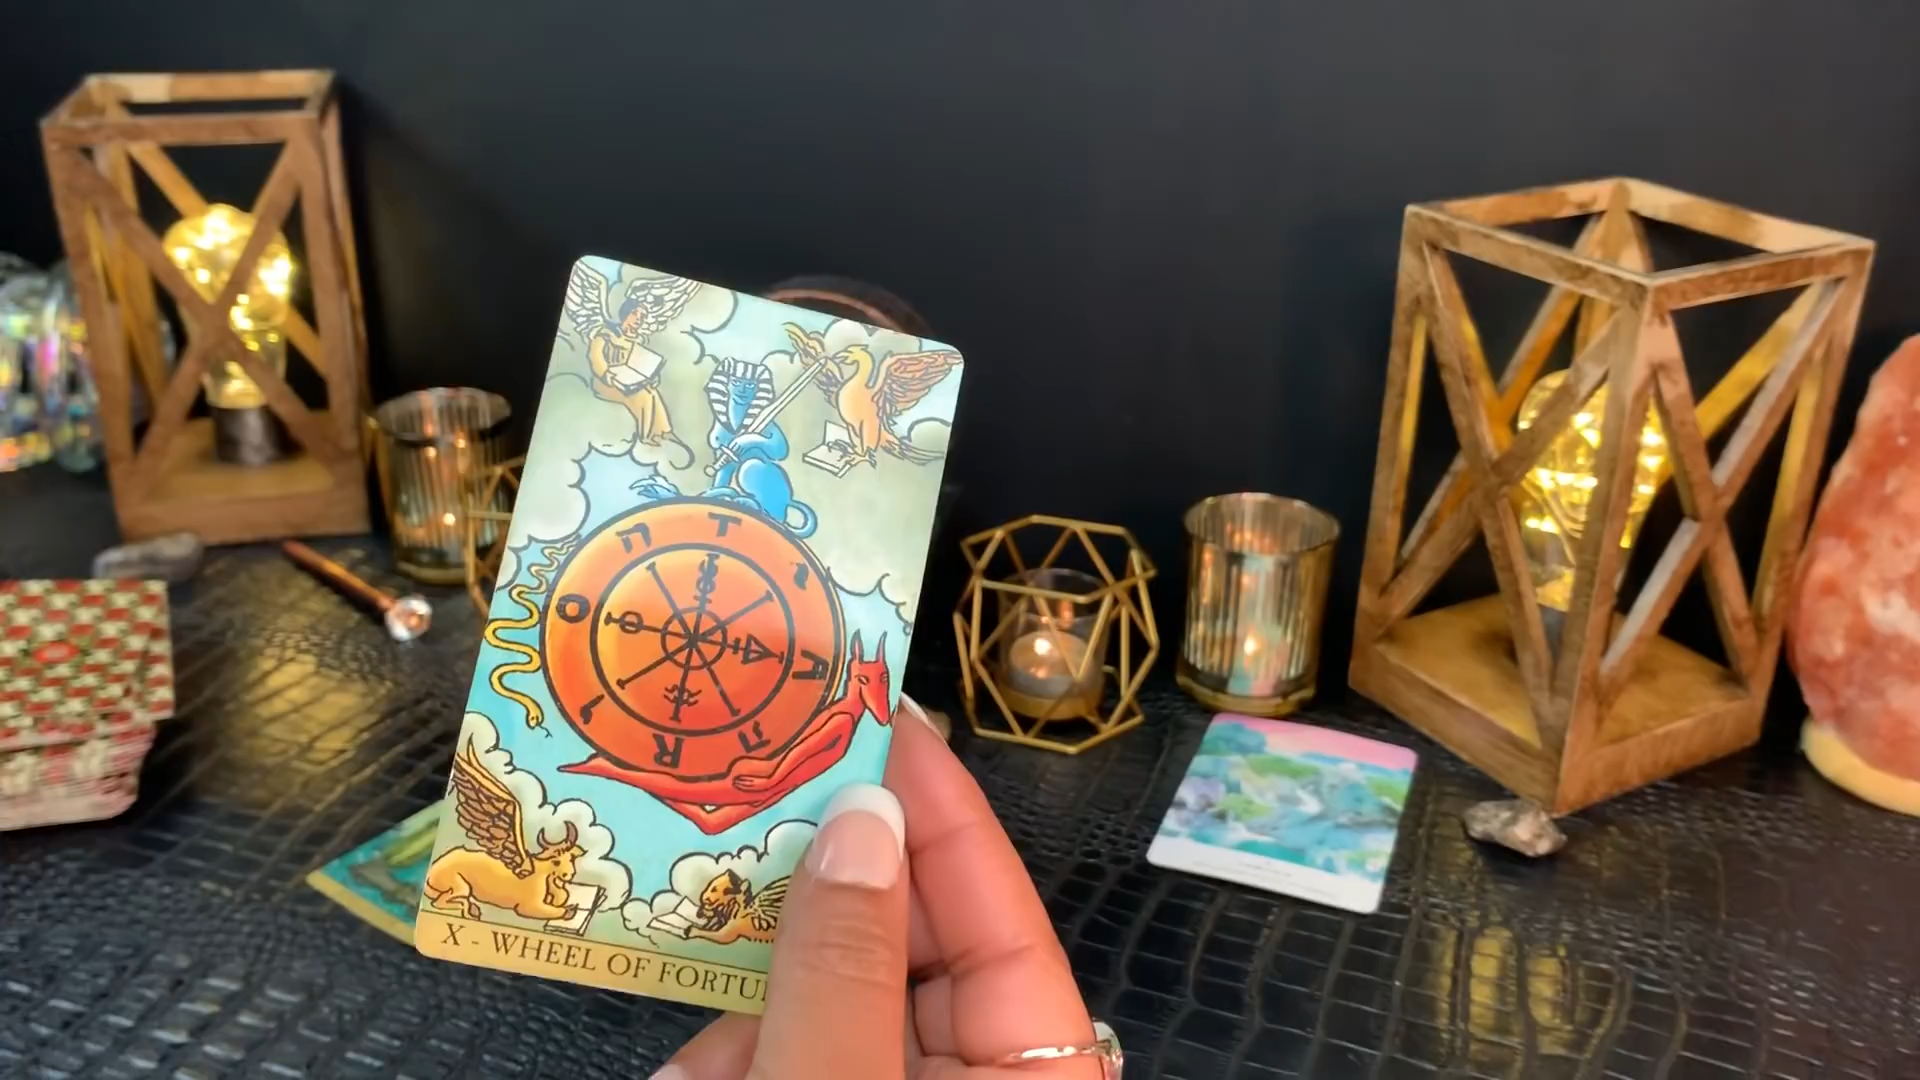 ה T י
O A
ו R ה
X - WHEEL OF FORTU